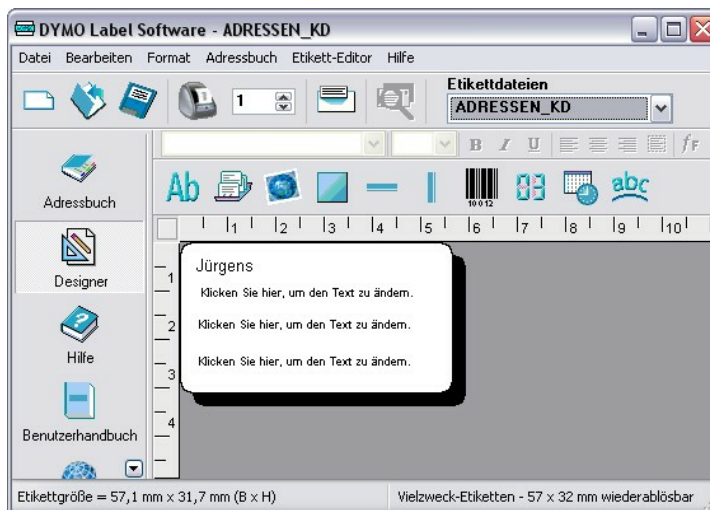 DYMO Label Software - ADRESSEN_KD
Datei Bearbeiten Format Adressbuch Etikett-Editor Hilfe
1
Etikettdateien
ADRESSEN_KD
B I U
Ab
10012
abc
Adressbuch
Designer
Hilfe
Benutzerhandbuch
1 2 3 4 5 6 7 8 9 10
1
2
3
4
Jürgens
Klicken Sie hier, um den Text zu ändern.
Klicken Sie hier, um den Text zu ändern.
Klicken Sie hier, um den Text zu ändern.
Etikettgröße = 57,1 mm x 31,7 mm (B x H)
Vielzweck-Etiketten - 57 x 32 mm wiederablösbar